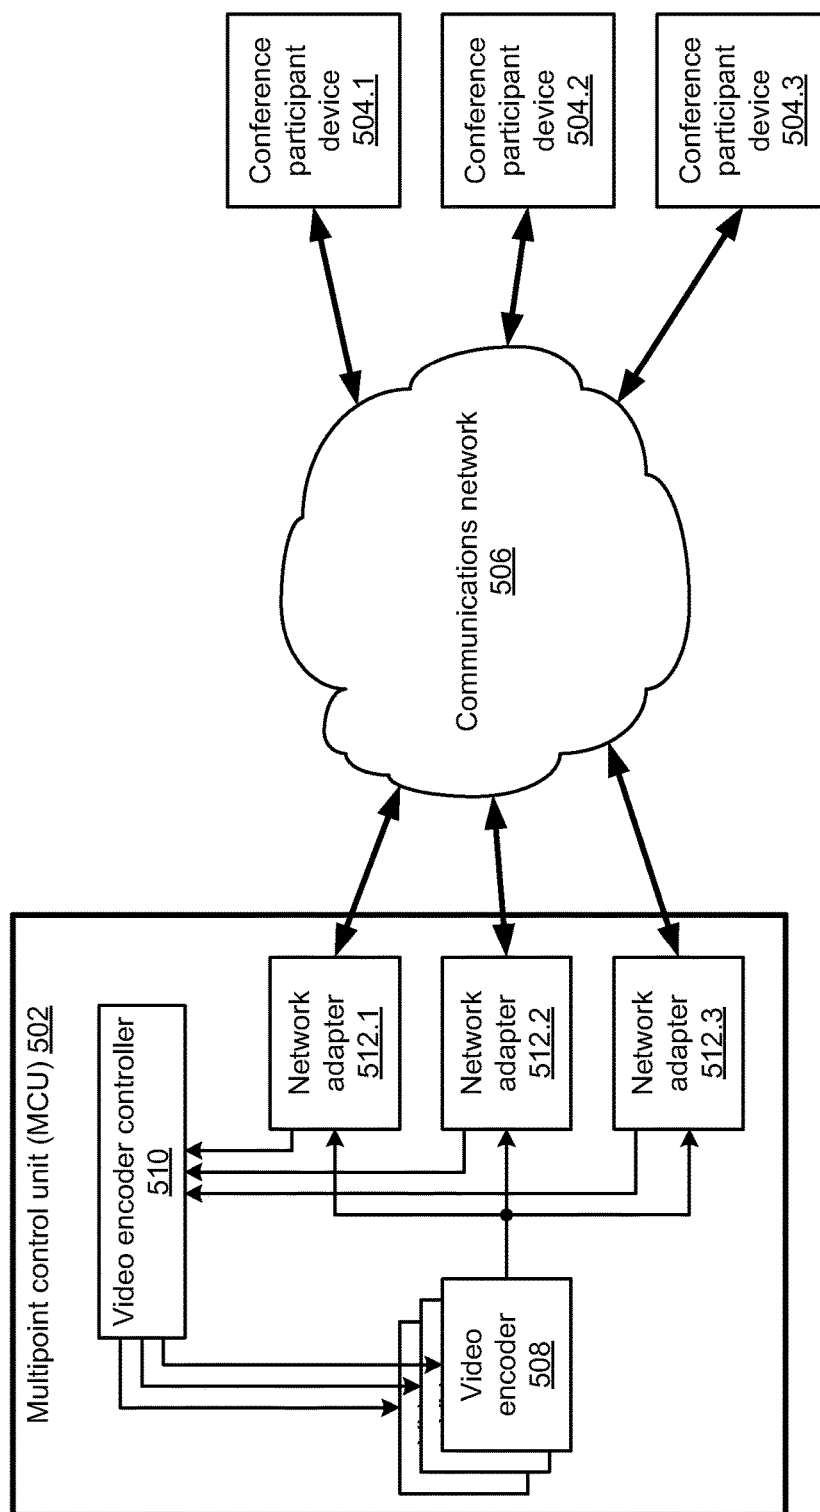 Multipoint control unit (MCU) 502
Video encoder controller
510
Video
encoder
508
Network
adapter
512.1
Network
adapter
512.2
Network
adapter
512.3
Communications network
506
Conference
participant
device
504.1
Conference
participant
device
504.2
Conference
participant
device
504.3